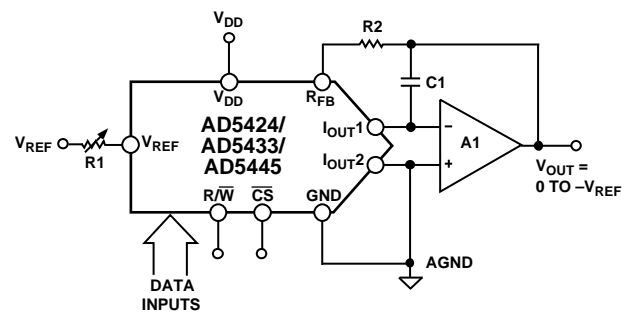 VDD
R2
VDD
RFB
C1
VREF
R1
VREF
AD5424/
AD5433/
AD5445
IOUT1
IOUT2
A1
VOUT =
0 TO –VREF
R/W̅
C̅S̅
GND
AGND
DATA
INPUTS